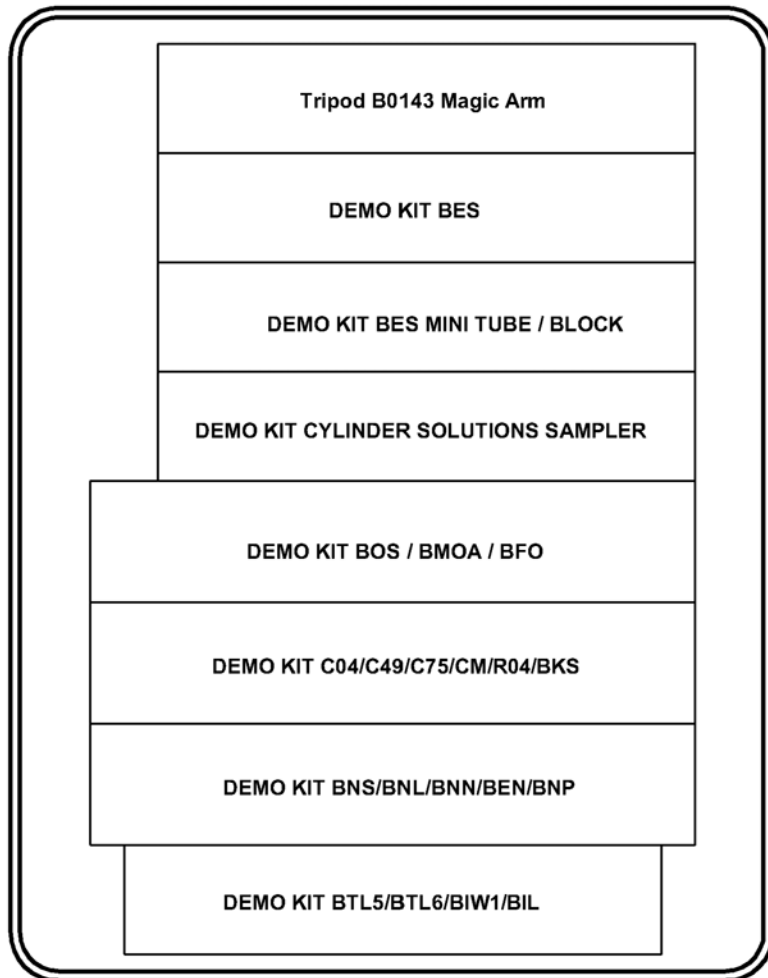 Tripod B0143 Magic Arm
DEMO KIT BES
DEMO KIT BES MINI TUBE / BLOCK
DEMO KIT CYLINDER SOLUTIONS SAMPLER
DEMO KIT BOS / BMOA / BFO
DEMO KIT C04/C49/C75/CM/R04/BKS
DEMO KIT BNS/BNL/BNN/BEN/BNP
DEMO KIT BTL5/BTL6/BIW1/BIL